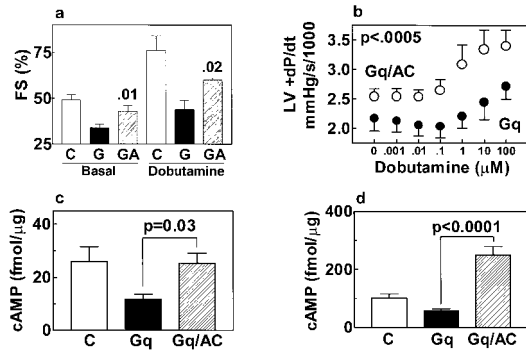 a
FS (%)
75
50
25
.01
.02
C G GA C G GA
Basal Dobutamine
b
LV +dP/dt
mmHg/s/1000
p<.0005
Gq/AC
Gq
3.5
3.0
2.5
2.0
0 .001 .01 .1 1 10 100
Dobutamine (μM)
c
cAMP (fmol/μg)
40
20
0
p=0.03
C Gq Gq/AC
d
cAMP (fmol/μg)
400
200
0
p<0.0001
C Gq Gq/AC